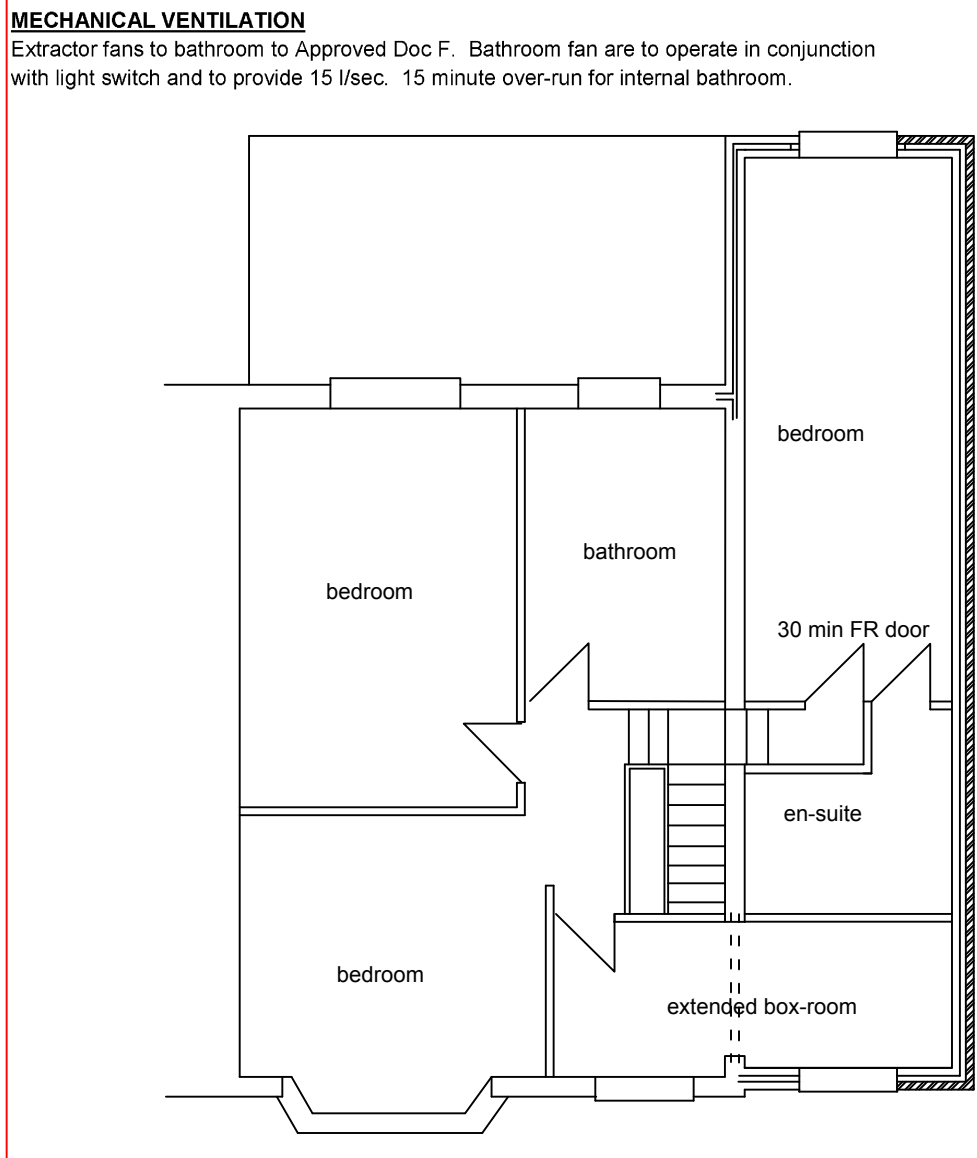 MECHANICAL VENTILATION
Extractor fans to bathroom to Approved Doc F. Bathroom fan are to operate in conjunction
with light switch and to provide 15 l/sec. 15 minute over-run for internal bathroom.
bedroom
bathroom
bedroom
30 min FR door
en-suite
bedroom
extended box-room